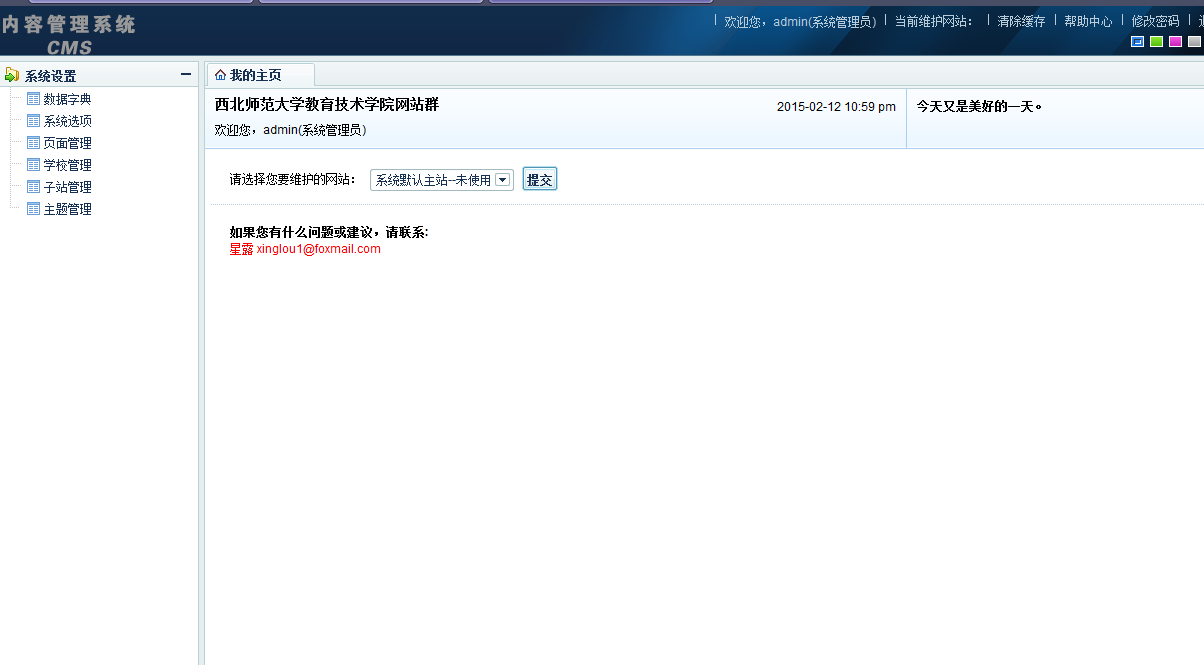 内容管理系统
CMS
欢迎您，admin(系统管理员)
当前维护网站：
清除缓存
帮助中心
修改密码
系统设置
数据字典
系统选项
页面管理
学校管理
子站管理
主题管理
我的主页
西北师范大学教育技术学院网站群
2015-02-12 10:59 pm
欢迎您，admin(系统管理员)
今天又是美好的一天。
请选择您要维护的网站：
系统默认主站--未使用
提交
如果您有什么问题或建议，请联系:
星露 xinglou1@foxmail.com